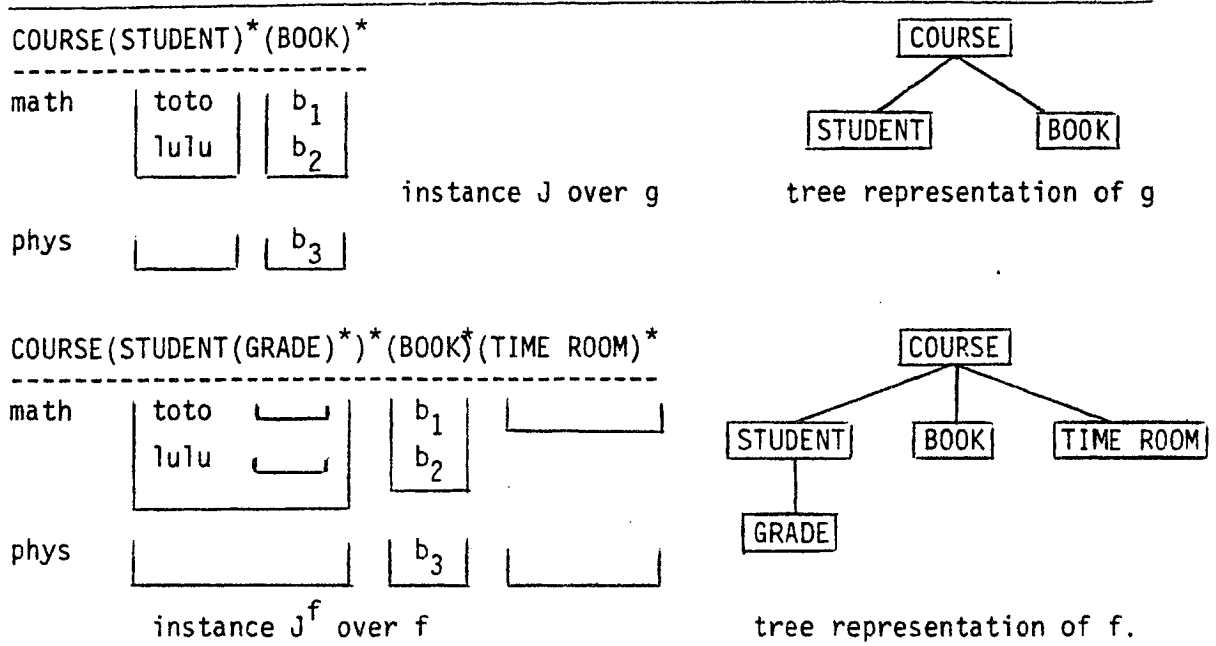 COURSE(STUDENT)*(BOOK)*
COURSE
math toto b1
STUDENT BOOK
lulu b2
instance J over g tree representation of g
phys b3
COURSE(STUDENT(GRADE)*)*(BOOK)*(TIME ROOM)*
COURSE
math toto b1
STUDENT BOOK TIME ROOM
lulu b2
GRADE
phys b3
instance J^f over f tree representation of f.